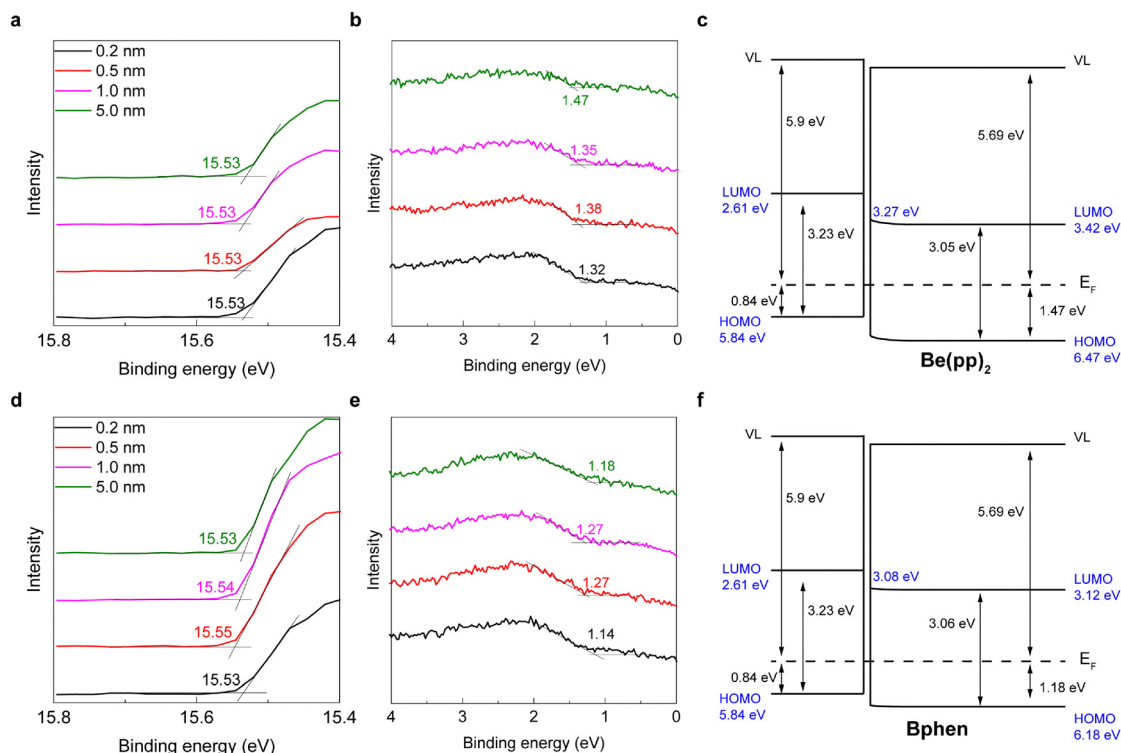 a
0.2 nm
0.5 nm
1.0 nm
5.0 nm
15.53
15.53
15.53
15.53
Intensity
15.8
15.6
15.4
Binding energy (eV)
b
1.47
1.35
1.38
1.32
Intensity
4
3
2
1
0
Binding energy (eV)
c
VL
VL
5.9 eV
5.69 eV
LUMO
2.61 eV
3.27 eV
LUMO
3.42 eV
3.23 eV
3.05 eV
E_F
0.84 eV
1.47 eV
HOMO
5.84 eV
HOMO
6.47 eV
Be(pp)₂
d
0.2 nm
0.5 nm
1.0 nm
5.0 nm
15.53
15.54
15.55
15.53
Intensity
15.8
15.6
15.4
Binding energy (eV)
e
1.18
1.27
1.27
1.14
Intensity
4
3
2
1
0
Binding energy (eV)
f
VL
VL
5.9 eV
5.69 eV
LUMO
2.61 eV
3.08 eV
LUMO
3.12 eV
3.23 eV
3.06 eV
E_F
0.84 eV
1.18 eV
HOMO
5.84 eV
HOMO
6.18 eV
Bphen